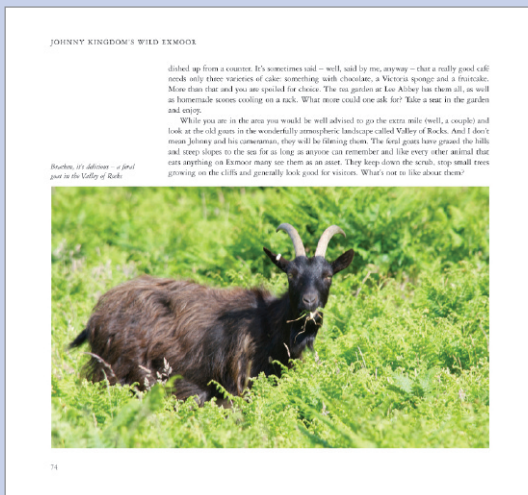 JOHNNY KINGDOM'S WILD EXMOOR
dished up from a counter. It's sometimes said – well, said by me, anyway – that a really good café
needs only three varieties of cake: something with chocolate, a Victoria sponge and a fruitcake.
More than that and you are spoiled for choice. The tea garden at Lee Abbey has them all, as well
as homemade scones cooling on a rack. What more could one ask for? Take a seat in the garden
and enjoy.
While you are in the area you would be well advised to go the extra mile (well, a couple) and
look at the old goats in the wonderfully atmospheric landscape called Valley of Rocks. And I don't
mean Johnny and his cameraman, they will be filming them. The feral goats have grazed the hills
and steep slopes to the sea for as long as anyone can remember and like every other animal that
eats anything on Exmoor many see them as an asset. They keep down the scrub, stop small trees
growing on the cliffs and generally look good for visitors. What's not to like about them?
Bracken, it's delicious – a feral
goat in the Valley of Rocks
74